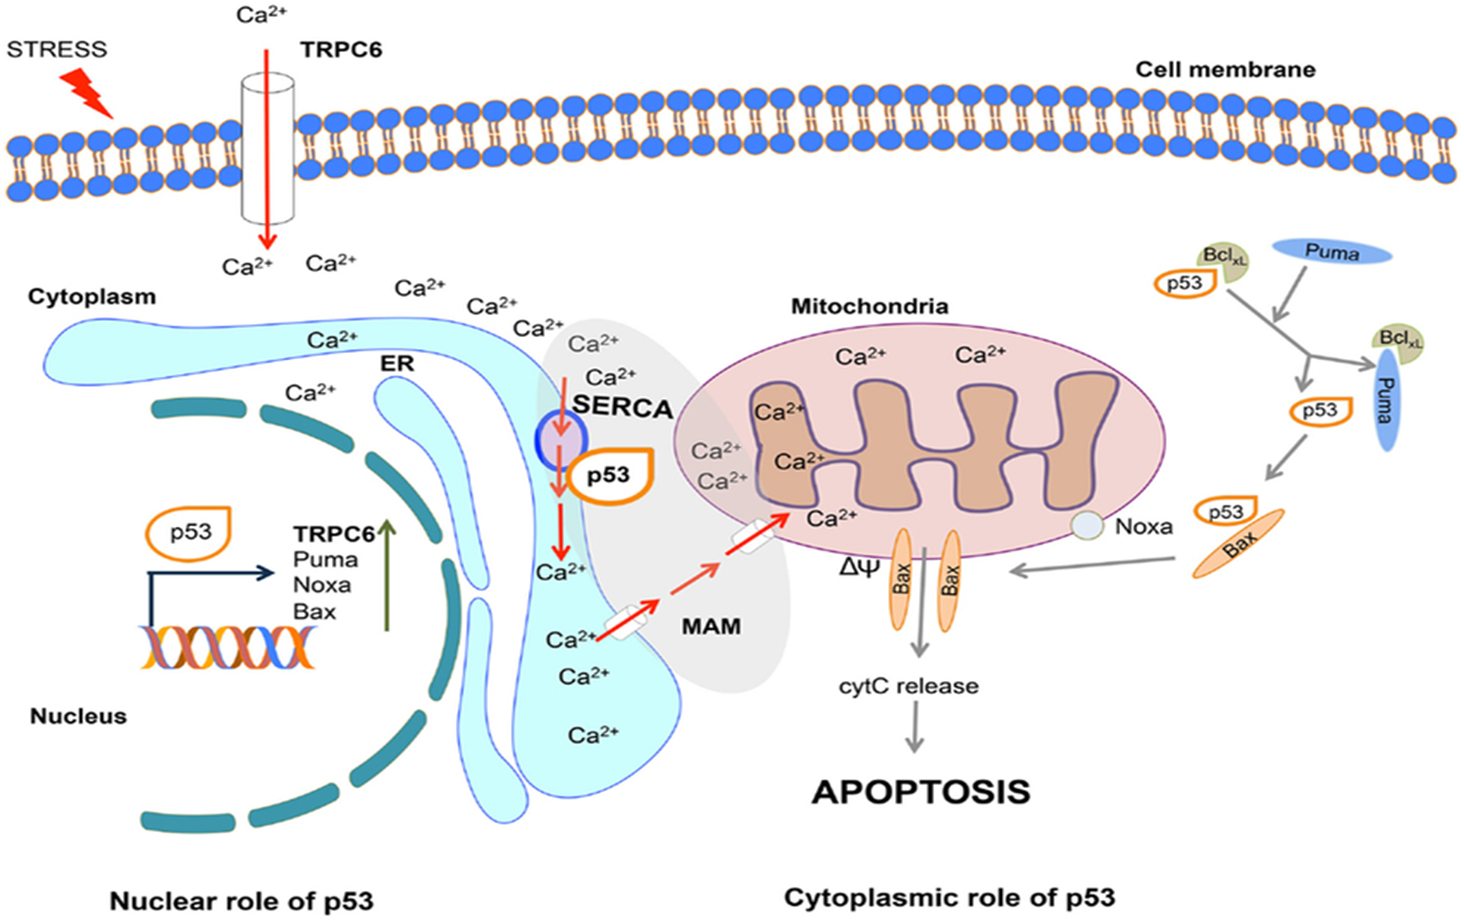 Ca²⁺
STRESS
TRPC6
Cell membrane
Ca²⁺
Ca²⁺
Ca²⁺
Ca²⁺
Ca²⁺
Cytoplasm
Ca²⁺
ER
Ca²⁺
Ca²⁺
Ca²⁺
SERCA
p53
Ca²⁺
Ca²⁺
Ca²⁺
Ca²⁺
MAM
p53
TRPC6
Puma
Noxa
Bax
Nucleus
Mitochondria
Ca²⁺
Ca²⁺
Ca²⁺
Ca²⁺
Ca²⁺
Ca²⁺
Ca²⁺
Noxa
ΔΨ
Bax
Bax
cytC release
APOPTOSIS
BclxL
p53
Puma
BclxL
Puma
p53
p53
Bax
Nuclear role of p53
Cytoplasmic role of p53